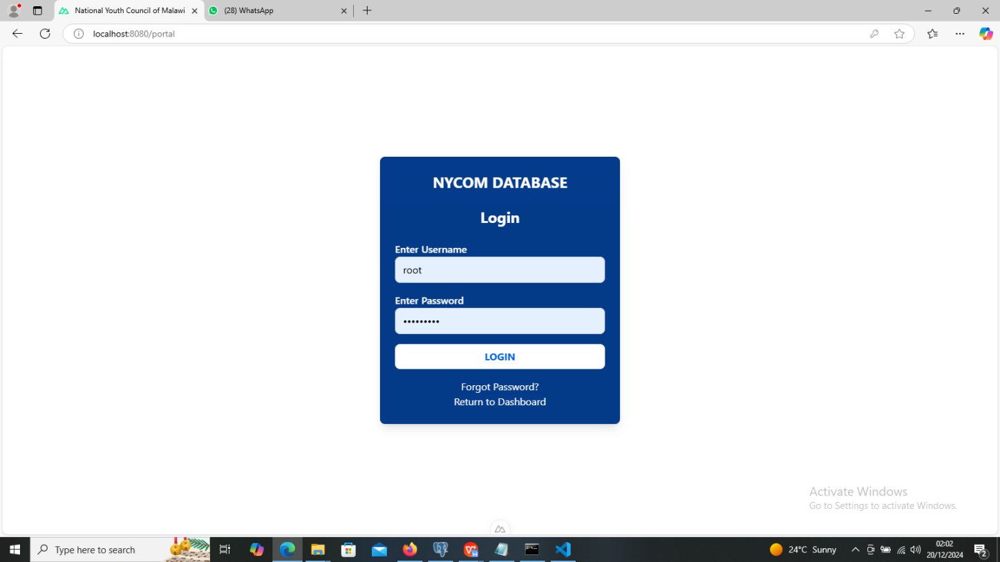 National Youth Council of Malawi
(28) WhatsApp
localhost:8080/portal
NYCOM DATABASE
Login
Enter Username
root
Enter Password
•••••••••
LOGIN
Forgot Password?
Return to Dashboard
Activate Windows
Go to Settings to activate Windows.
Type here to search
24°C Sunny
02:02
20/12/2024
2